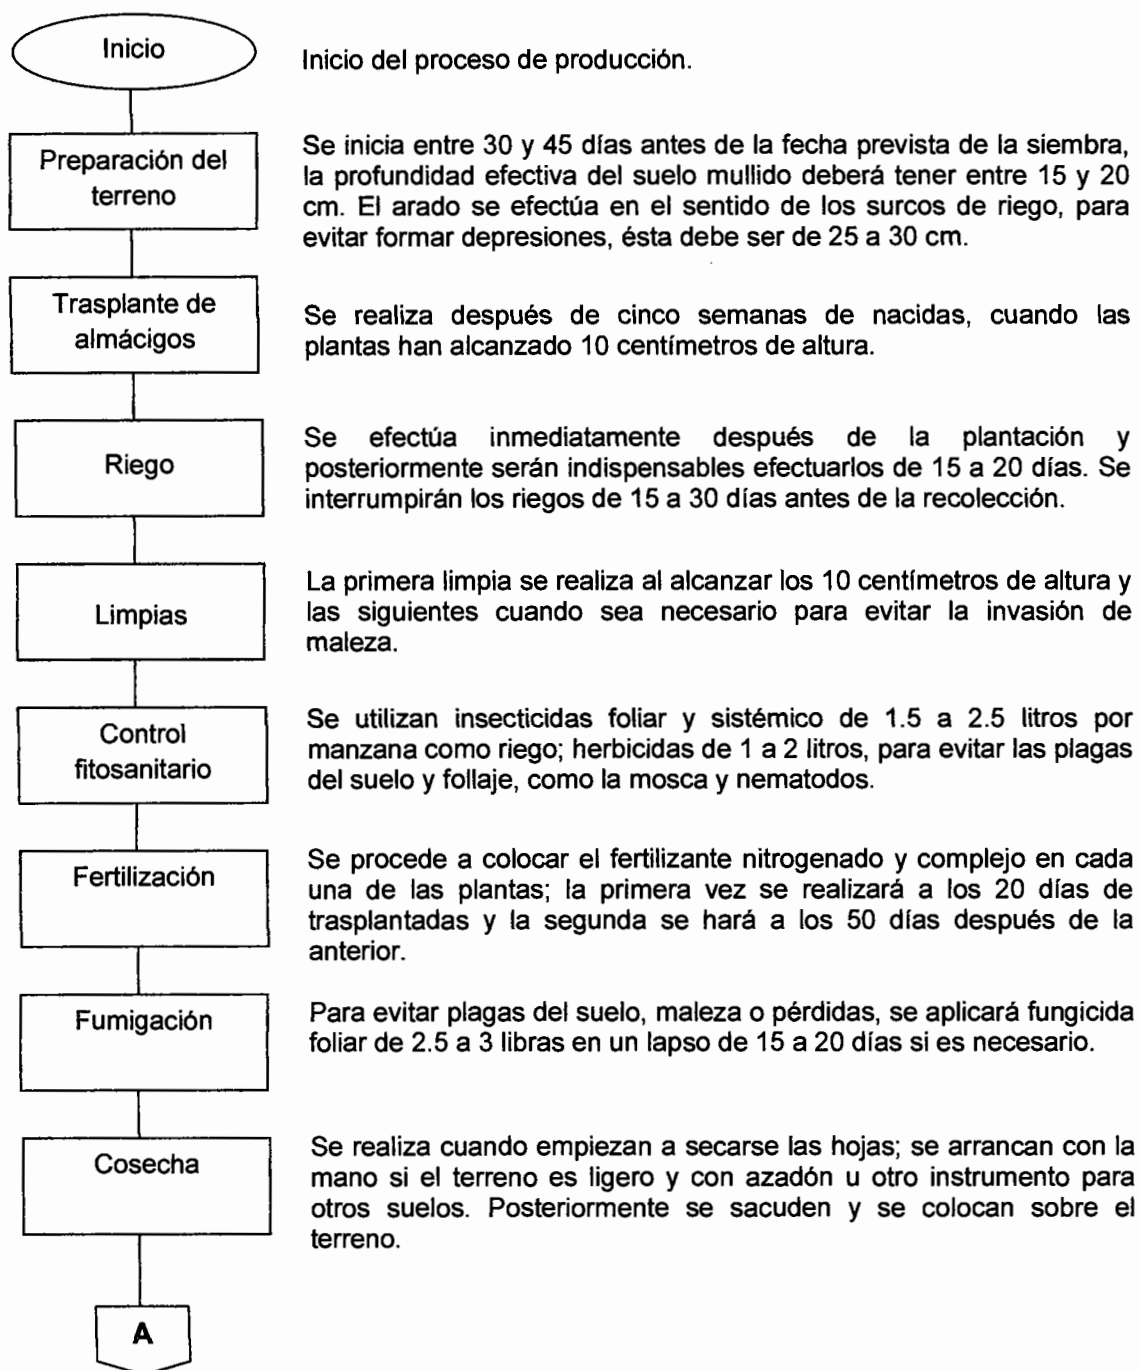 Inicio
Inicio del proceso de producción.
Preparación del
terreno
Se inicia entre 30 y 45 días antes de la fecha prevista de la siembra,
la profundidad efectiva del suelo mullido deberá tener entre 15 y 20
cm. El arado se efectúa en el sentido de los surcos de riego, para
evitar formar depresiones, ésta debe ser de 25 a 30 cm.
Trasplante de
almácigos
Se realiza después de cinco semanas de nacidas, cuando las
plantas han alcanzado 10 centímetros de altura.
Riego
Se efectúa inmediatamente después de la plantación y
posteriormente serán indispensables efectuarlos de 15 a 20 días. Se
interrumpirán los riegos de 15 a 30 días antes de la recolección.
Limpias
La primera limpia se realiza al alcanzar los 10 centímetros de altura y
las siguientes cuando sea necesario para evitar la invasión de
maleza.
Control
fitosanitario
Se utilizan insecticidas foliar y sistémico de 1.5 a 2.5 litros por
manzana como riego; herbicidas de 1 a 2 litros, para evitar las plagas
del suelo y follaje, como la mosca y nematodos.
Fertilización
Se procede a colocar el fertilizante nitrogenado y complejo en cada
una de las plantas; la primera vez se realizará a los 20 días de
trasplantadas y la segunda se hará a los 50 días después de la
anterior.
Fumigación
Para evitar plagas del suelo, maleza o pérdidas, se aplicará fungicida
foliar de 2.5 a 3 libras en un lapso de 15 a 20 días si es necesario.
Cosecha
Se realiza cuando empiezan a secarse las hojas; se arrancan con la
mano si el terreno es ligero y con azadón u otro instrumento para
otros suelos. Posteriormente se sacuden y se colocan sobre el
terreno.
A